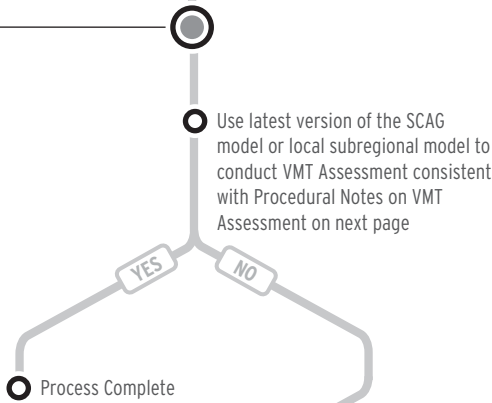 Use latest version of the SCAG
model or local subregional model to
conduct VMT Assessment consistent
with Procedural Notes on VMT
Assessment on next page
YES
NO
Process Complete